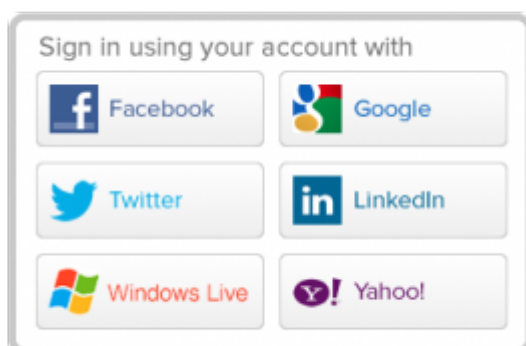 Sign in using your account with
Facebook
Google
Twitter
LinkedIn
Windows Live
Yahoo!